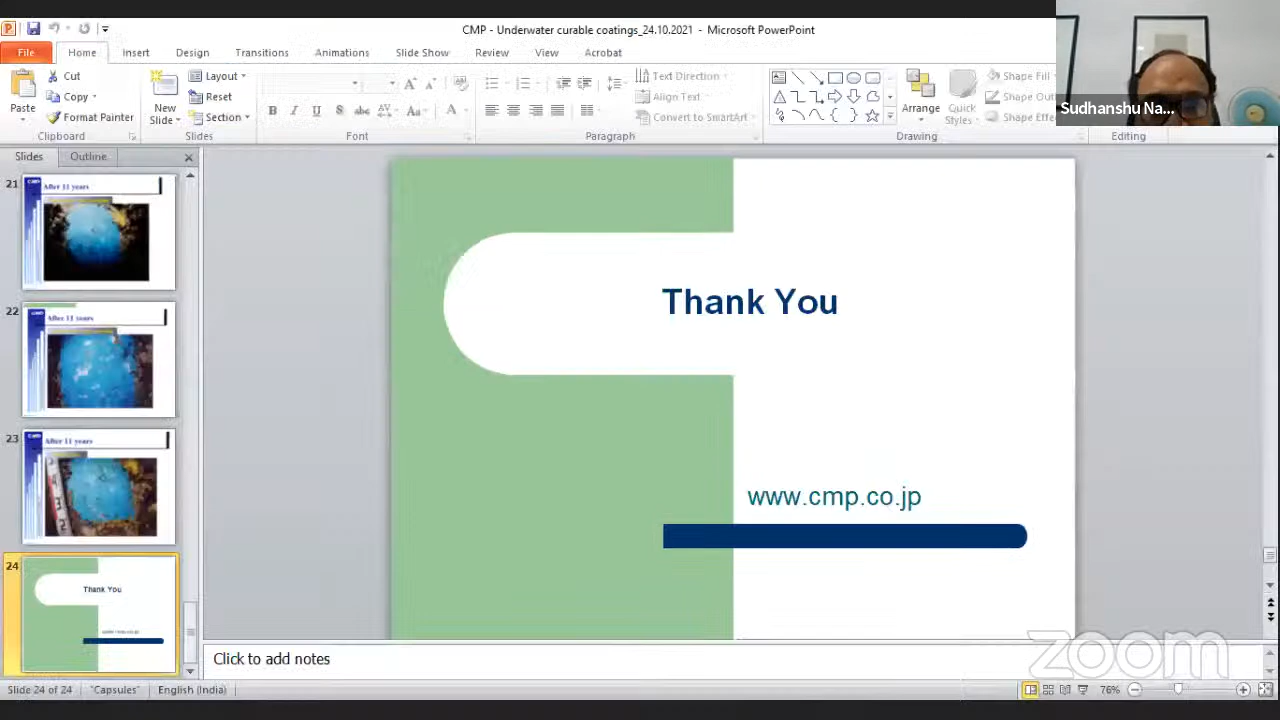 CMP - Underwater curable coatings_24.10.2021 - Microsoft PowerPoint
File Home Insert Design Transitions Animations Slide Show Review View Acrobat
Cut
Copy
Format Painter
Paste
Clipboard
New Slide
Layout
Reset
Section
Slides
Font
Text Direction
Align Text
Convert to SmartArt
Paragraph
Arrange
Quick Styles
Shape Fill
Shape
Shape Effe
Drawing
Editing
Sudhanshu Na...
Slides Outline
21
After 11 years
22
After 11 years
23
After 11 years
24
Thank You
Thank You
www.cmp.co.jp
Click to add notes
zoom
Slide 24 of 24 "Capsules" English (India) 76%